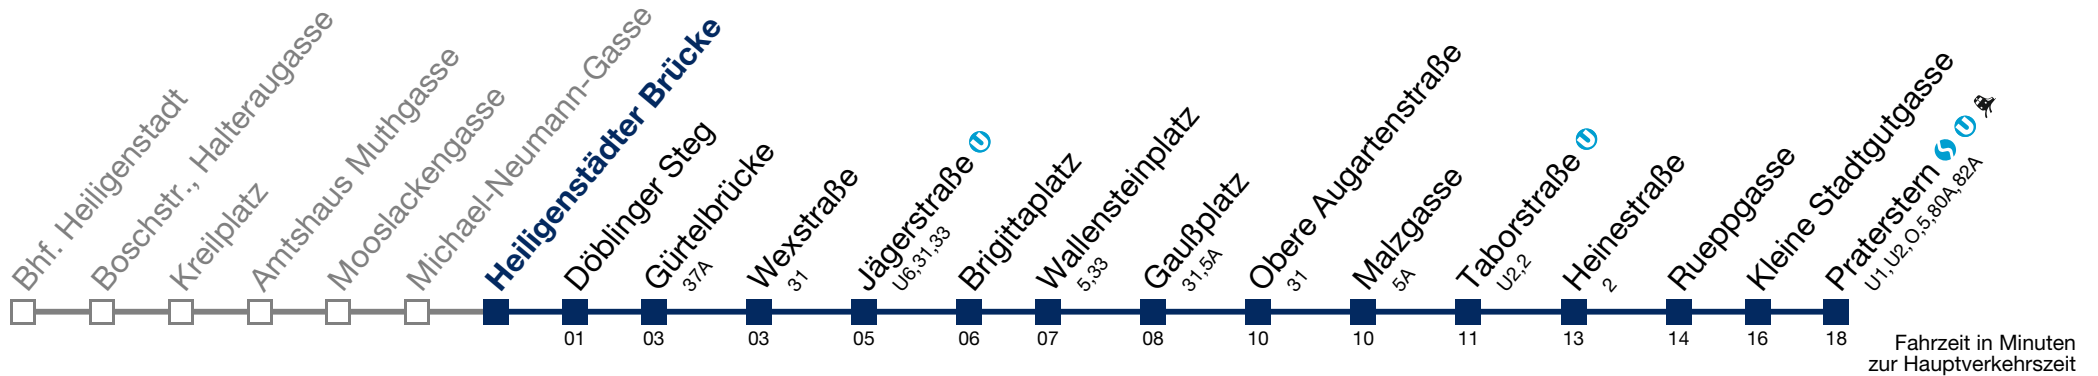 Bhf. Heiligenstadt
Boschstr., Halteraugasse
Kreilplatz
Amtshaus Muthgasse
Mooslackengasse
Michael-Neumann-Gasse
Heiligenstädter Brücke
Döblinger Steg
Gürtelbrücke
37A
Wexstraße
31
Jägerstraße U
U6,31,33
Brigittaplatz
Wallensteinplatz
5,33
Gaußplatz
31,5A
Obere Augartenstraße
31
Malzgasse
5A
Taborstraße U
U2,2
Heinestraße
2
Rueppgasse
Kleine Stadtgutgasse
Praterstern S U
U1,U2,O,5,80A,82A
01 03 03 05 06 07 08 10 10 11 13 14 16 18
Fahrzeit in Minuten
zur Hauptverkehrszeit